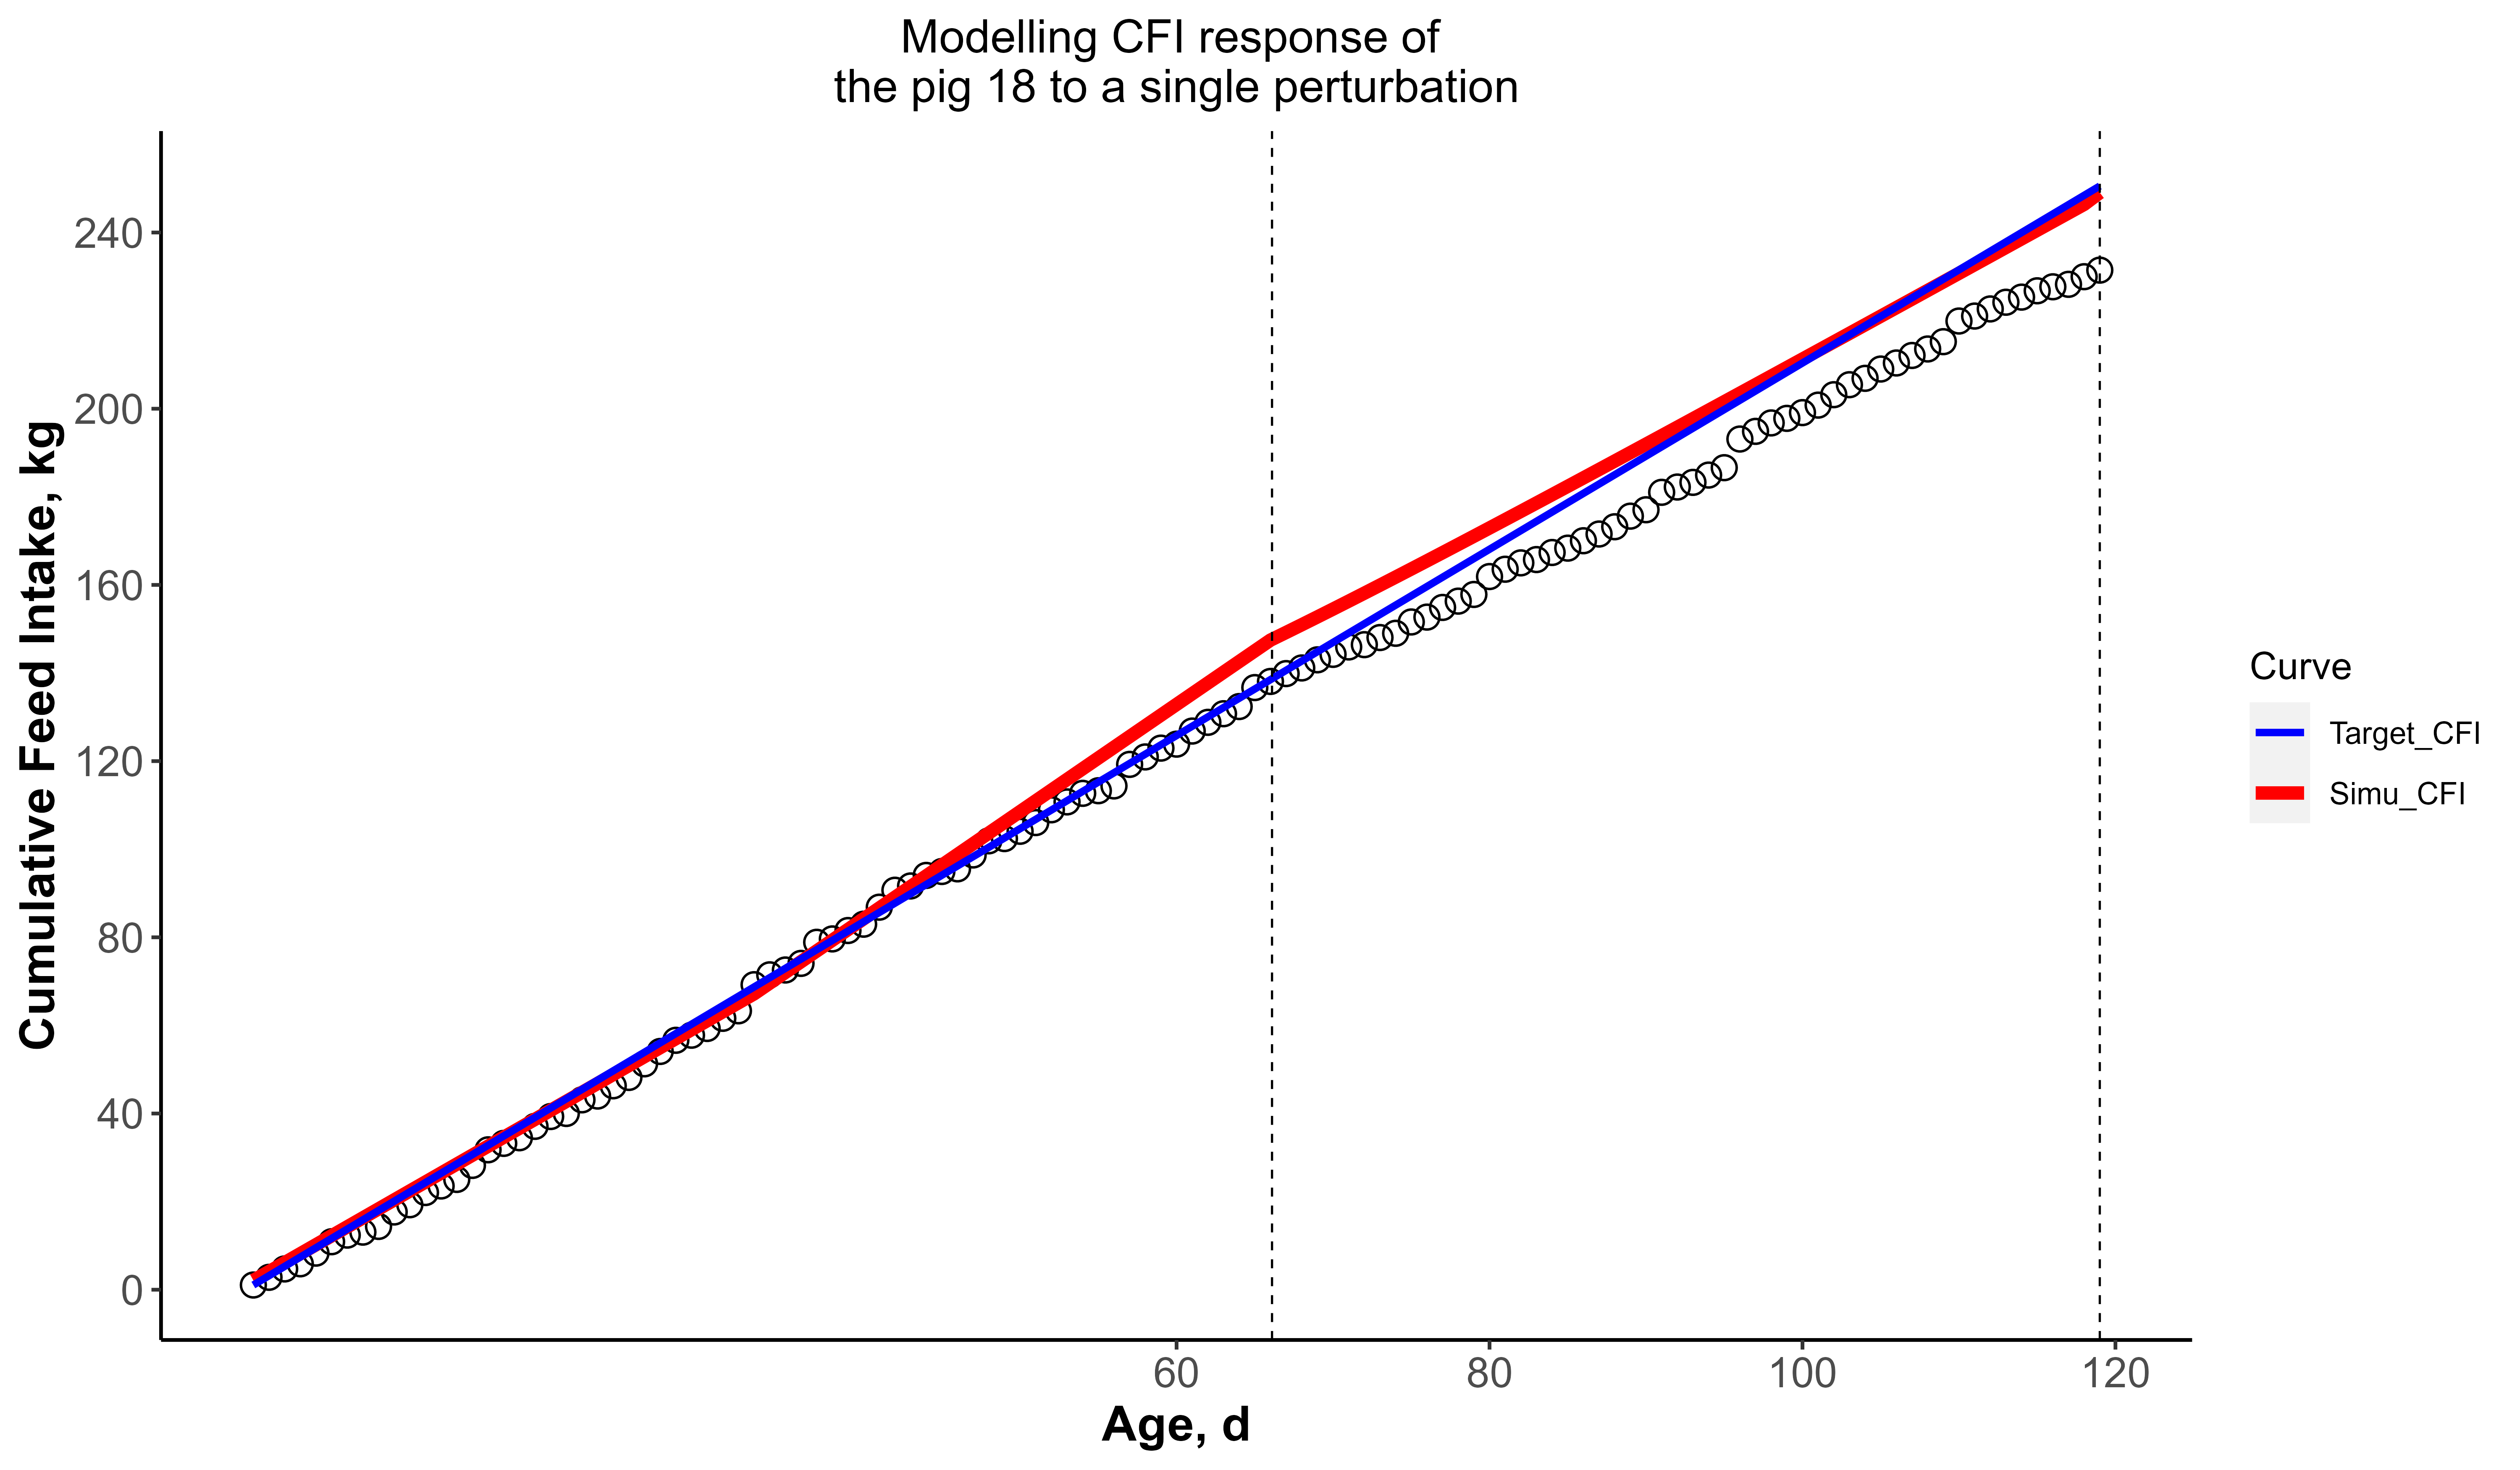 Modelling CFI response of
the pig 18 to a single perturbation
Cumulative Feed Intake, kg
240
200
160
120
80
40
0
60 80 100 120
Age, d
Curve
Target_CFI
Simu_CFI